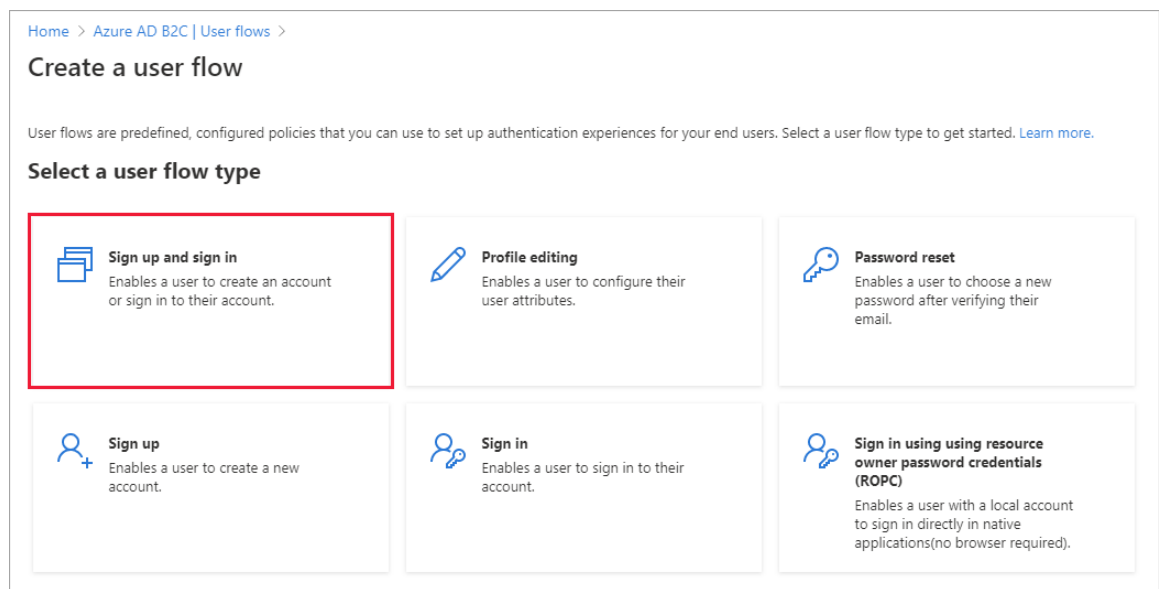 Home > Azure AD B2C | User flows >
Create a user flow
User flows are predefined, configured policies that you can use to set up authentication experiences for your end users. Select a user flow type to get started. Learn more.
Select a user flow type
Sign up and sign in
Enables a user to create an account
or sign in to their account.
Profile editing
Enables a user to configure their
user attributes.
Password reset
Enables a user to choose a new
password after verifying their
email.
Sign up
Enables a user to create a new
account.
Sign in
Enables a user to sign in to their
account.
Sign in using using resource
owner password credentials
(ROPC)
Enables a user with a local account
to sign in directly in native
applications(no browser required).